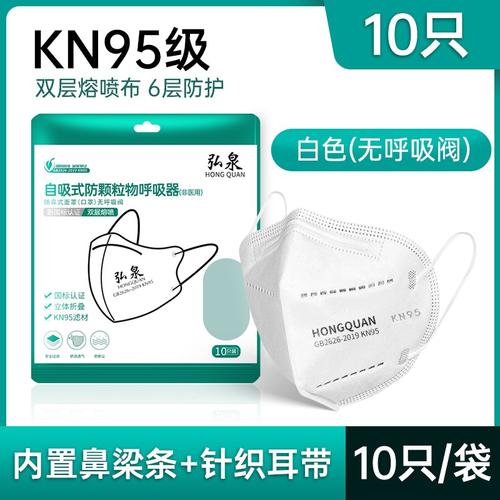 KN95级
双层熔喷布 6层防护
10只
白色(无呼吸阀)
GB2626-2019 KN95
弘泉
HONG QUAN
自吸式防颗粒物呼吸器(非医用)
随弃式面罩(口罩)无呼吸阀
新国标认证 双层熔喷
弘泉
HONGQUAN
GB2626-2019 KN95
•国标认证
•立体折叠
•KN95滤材
10只装
HONGQUAN
GB2626-2019 KN95
KN95
内置鼻梁条+针织耳带
10只/袋